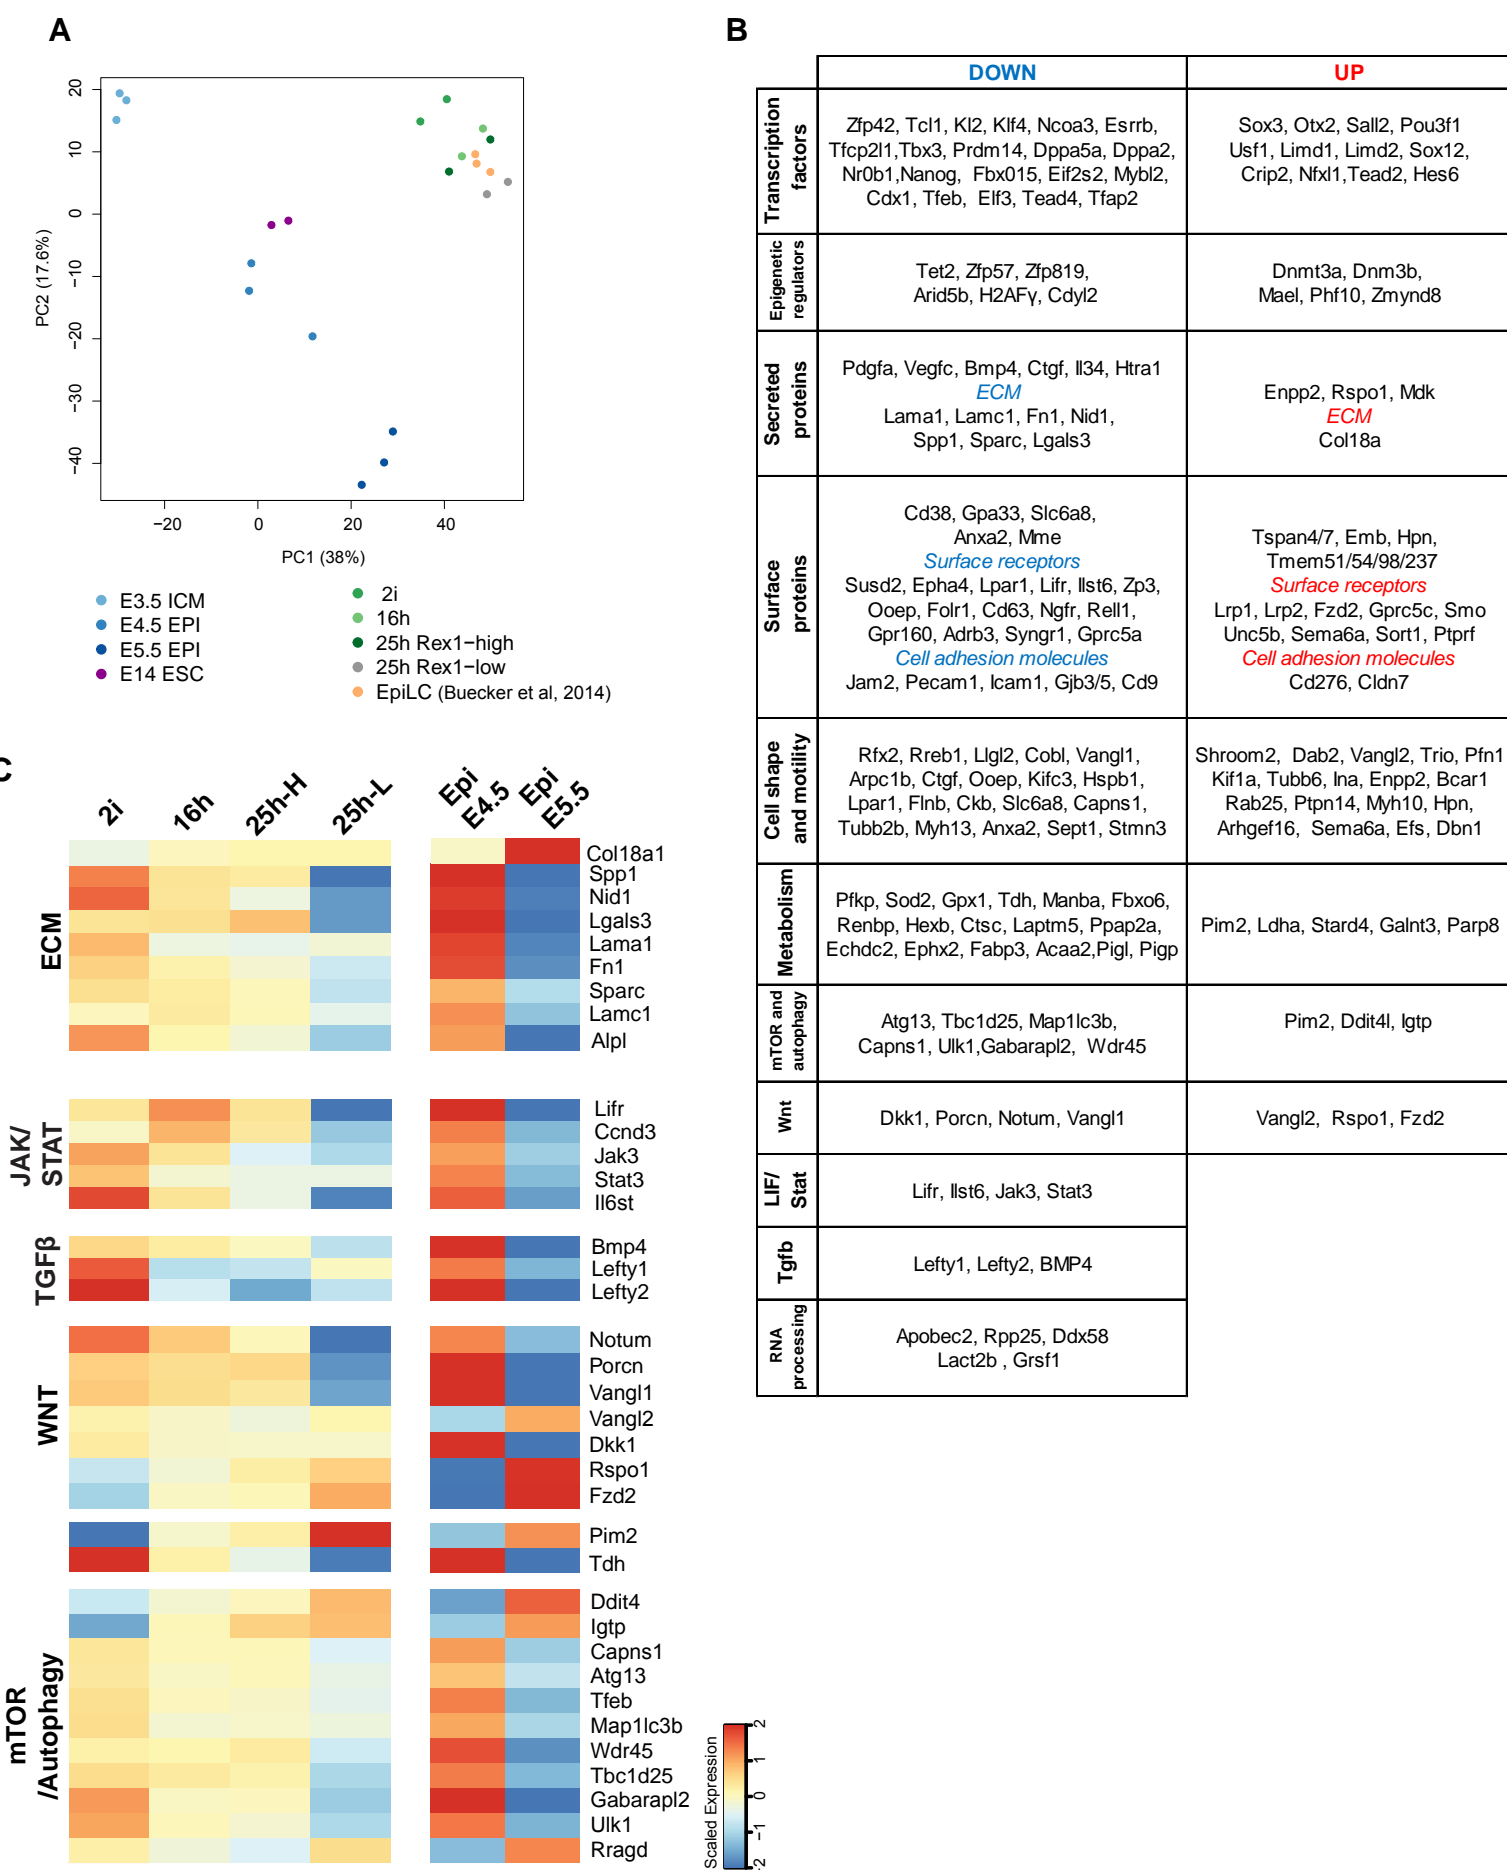 A
20
10
0
−10
−20
−30
−40
PC2 (17.6%)
−20
0
20
40
PC1 (38%)
E3.5 ICM
E4.5 EPI
E5.5 EPI
E14 ESC
2i
16h
25h Rex1−high
25h Rex1−low
EpiLC (Buecker et al, 2014)
B
DOWN
UP
Transcription
factors
Zfp42, Tcl1, Kl2, Klf4, Ncoa3, Esrrb,
Tfcp2l1,Tbx3, Prdm14, Dppa5a, Dppa2,
Nr0b1,Nanog, Fbx015, Eif2s2, Mybl2,
Cdx1, Tfeb, Elf3, Tead4, Tfap2
Sox3, Otx2, Sall2, Pou3f1
Usf1, Limd1, Limd2, Sox12,
Crip2, Nfxl1,Tead2, Hes6
Epigenetic
regulators
Tet2, Zfp57, Zfp819,
Arid5b, H2AFγ, Cdyl2
Dnmt3a, Dnm3b,
Mael, Phf10, Zmynd8
Secreted
proteins
Pdgfa, Vegfc, Bmp4, Ctgf, Il34, Htra1
ECM
Lama1, Lamc1, Fn1, Nid1,
Spp1, Sparc, Lgals3
Enpp2, Rspo1, Mdk
ECM
Col18a
Surface
proteins
Cd38, Gpa33, Slc6a8,
Anxa2, Mme
Surface receptors
Susd2, Epha4, Lpar1, Lifr, Ilst6, Zp3,
Ooep, Folr1, Cd63, Ngfr, Rell1,
Gpr160, Adrb3, Syngr1, Gprc5a
Cell adhesion molecules
Jam2, Pecam1, Icam1, Gjb3/5, Cd9
Tspan4/7, Emb, Hpn,
Tmem51/54/98/237
Surface receptors
Lrp1, Lrp2, Fzd2, Gprc5c, Smo
Unc5b, Sema6a, Sort1, Ptprf
Cell adhesion molecules
Cd276, Cldn7
Cell shape
and motility
Rfx2, Rreb1, Llgl2, Cobl, Vangl1,
Arpc1b, Ctgf, Ooep, Kifc3, Hspb1,
Lpar1, Flnb, Ckb, Slc6a8, Capns1,
Tubb2b, Myh13, Anxa2, Sept1, Stmn3
Shroom2, Dab2, Vangl2, Trio, Pfn1
Kif1a, Tubb6, Ina, Enpp2, Bcar1
Rab25, Ptpn14, Myh10, Hpn,
Arhgef16, Sema6a, Efs, Dbn1
Metabolism
Pfkp, Sod2, Gpx1, Tdh, Manba, Fbxo6,
Renbp, Hexb, Ctsc, Laptm5, Ppap2a,
Echdc2, Ephx2, Fabp3, Acaa2,Pigl, Pigp
Pim2, Ldha, Stard4, Galnt3, Parp8
mTOR and
autophagy
Atg13, Tbc1d25, Map1lc3b,
Capns1, Ulk1,Gabarapl2, Wdr45
Pim2, Ddit4l, Igtp
Wnt
Dkk1, Porcn, Notum, Vangl1
Vangl2, Rspo1, Fzd2
LIF/
Stat
Lifr, Ilst6, Jak3, Stat3
Tgfb
Lefty1, Lefty2, BMP4
RNA
processing
Apobec2, Rpp25, Ddx58
Lact2b , Grsf1
C
2i
16h
25h-H
25h-L
Epi
E4.5
Epi
E5.5
ECM
Col18a1
Spp1
Nid1
Lgals3
Lama1
Fn1
Sparc
Lamc1
Alpl
JAK/
STAT
Lifr
Ccnd3
Jak3
Stat3
Il6st
TGFβ
Bmp4
Lefty1
Lefty2
WNT
Notum
Porcn
Vangl1
Vangl2
Dkk1
Rspo1
Fzd2
Pim2
Tdh
mTOR
/Autophagy
Ddit4
Igtp
Capns1
Atg13
Tfeb
Map1lc3b
Wdr45
Tbc1d25
Gabarapl2
Ulk1
Rragd
Scaled Expression
2
1
0
−1
−2